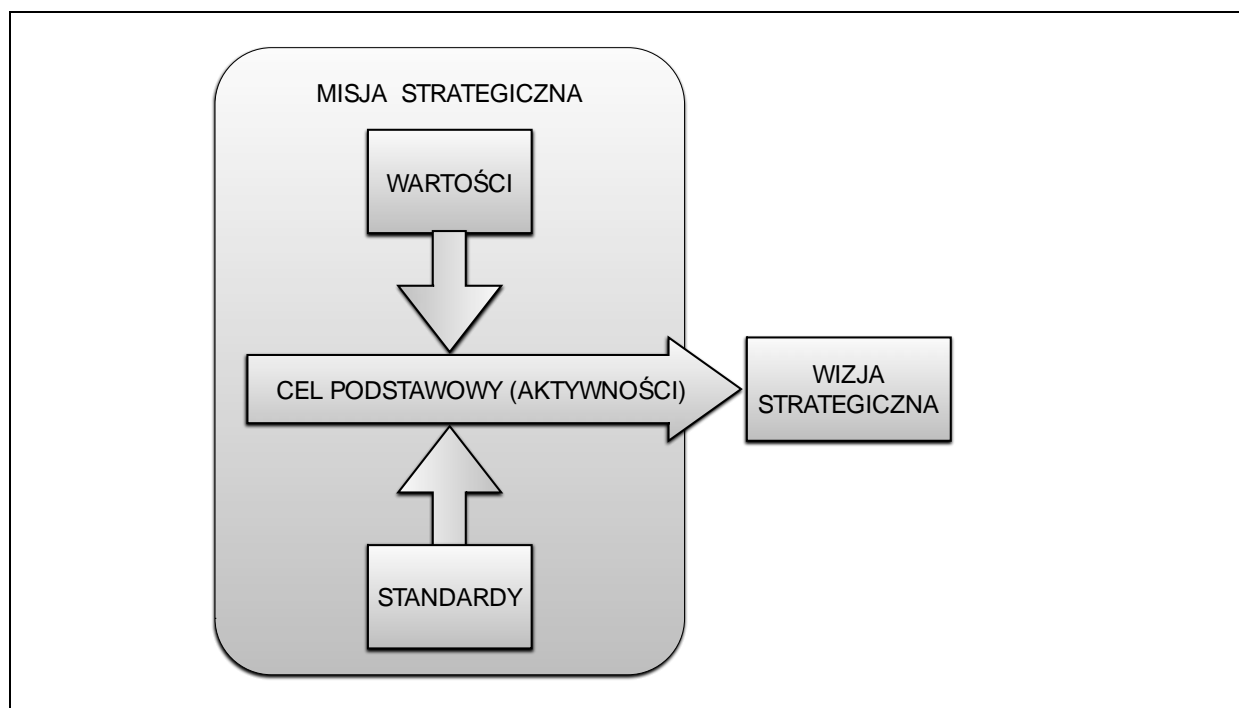 MISJA STRATEGICZNA
WARTOŚCI
CEL PODSTAWOWY (AKTYWNOŚCI)
WIZJA
STRATEGICZNA
STANDARDY